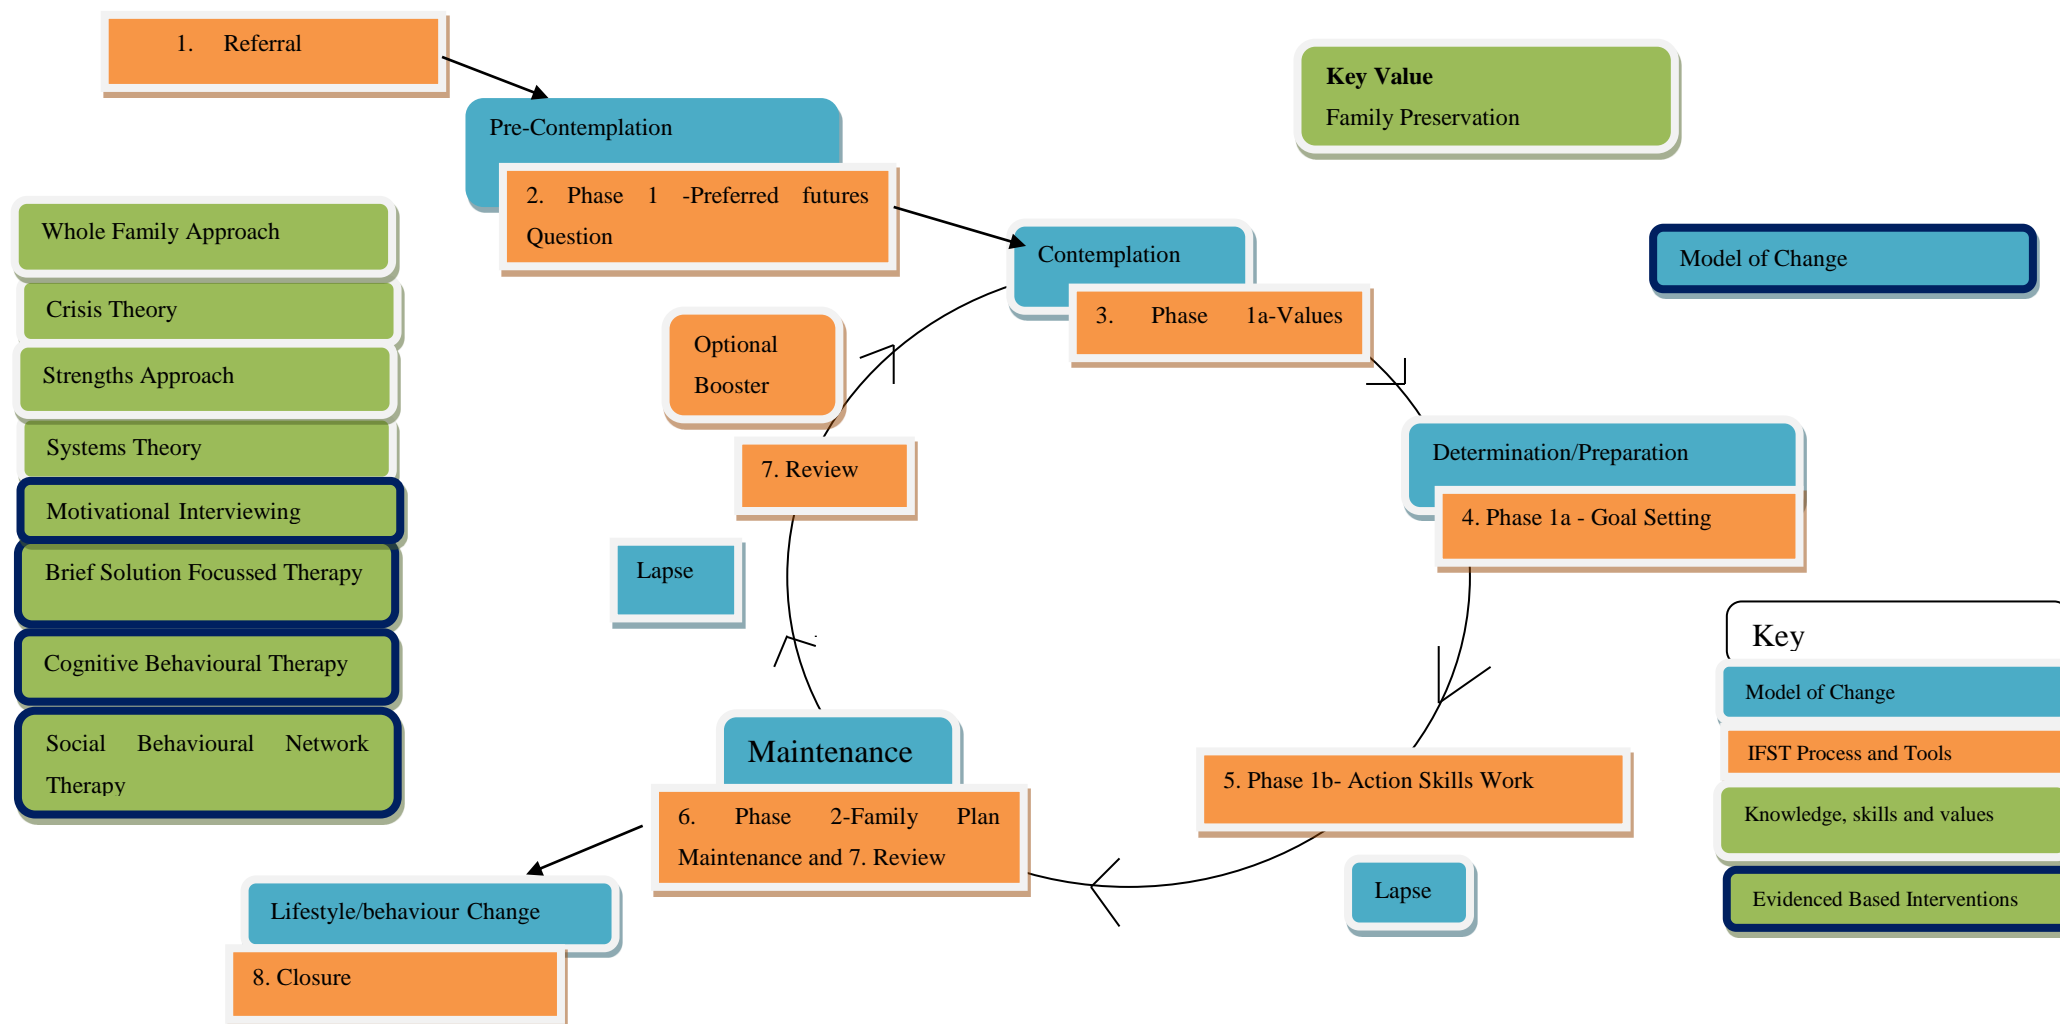 1. Referral
Key Value
Family Preservation
Pre-Contemplation
2. Phase 1 -Preferred futures
Question
Whole Family Approach
Crisis Theory
Strengths Approach
Systems Theory
Motivational Interviewing
Brief Solution Focussed Therapy
Cognitive Behavioural Therapy
Social Behavioural Network
Therapy
Contemplation
3. Phase 1a-Values
Model of Change
Optional
Booster
7. Review
Lapse
Determination/Preparation
4. Phase 1a - Goal Setting
Maintenance
6. Phase 2-Family Plan
Maintenance and 7. Review
5. Phase 1b- Action Skills Work
Lapse
Lifestyle/behaviour Change
8. Closure
Key
Model of Change
IFST Process and Tools
Knowledge, skills and values
Evidenced Based Interventions